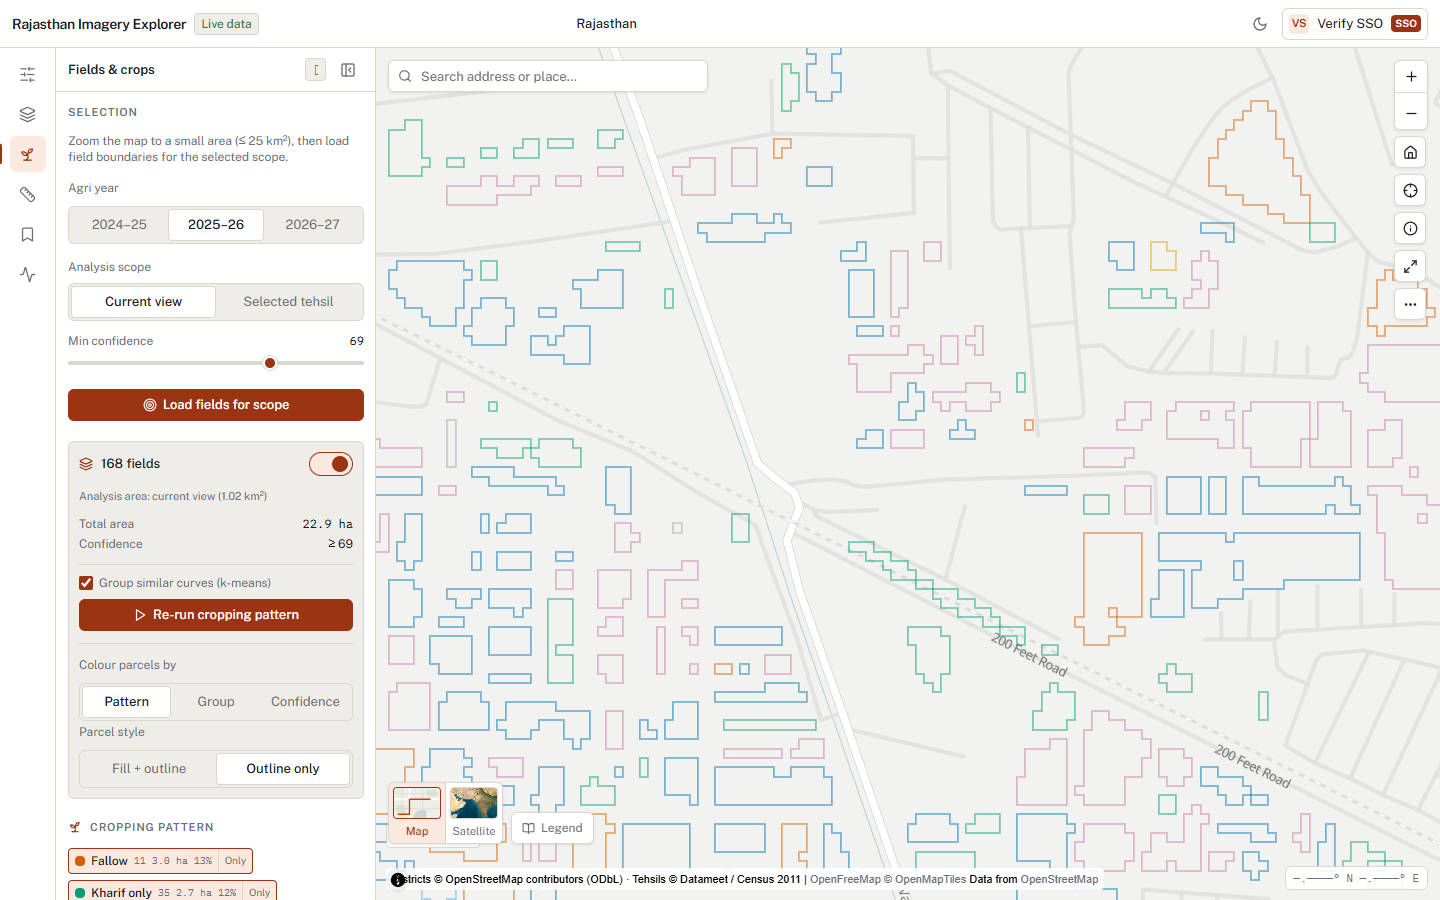 Rajasthan Imagery Explorer
Live data
Rajasthan
VS
Verify SSO
SSO
Fields & crops
[
SELECTION
Zoom the map to a small area (≤ 25 km²), then load
field boundaries for the selected scope.
Agri year
2024–25
2025–26
2026–27
Analysis scope
Current view
Selected tehsil
Min confidence
69
Load fields for scope
168 fields
Analysis area: current view (1.02 km²)
Total area
22.9 ha
Confidence
≥69
Group similar curves (k-means)
Re-run cropping pattern
Colour parcels by
Pattern
Group
Confidence
Parcel style
Fill + outline
Outline only
CROPPING PATTERN
Fallow 11 3.0 ha 13% Only
Kharif only 35 2.7 ha 12% Only
Search address or place...
200 Feet Road
200 Feet Road
Map
Satellite
Legend
stricts © OpenStreetMap contributors (ODbL) · Tehsils © Datameet / Census 2011 | OpenFreeMap © OpenMapTiles Data from OpenStreetMap
—.————° N —.————° E